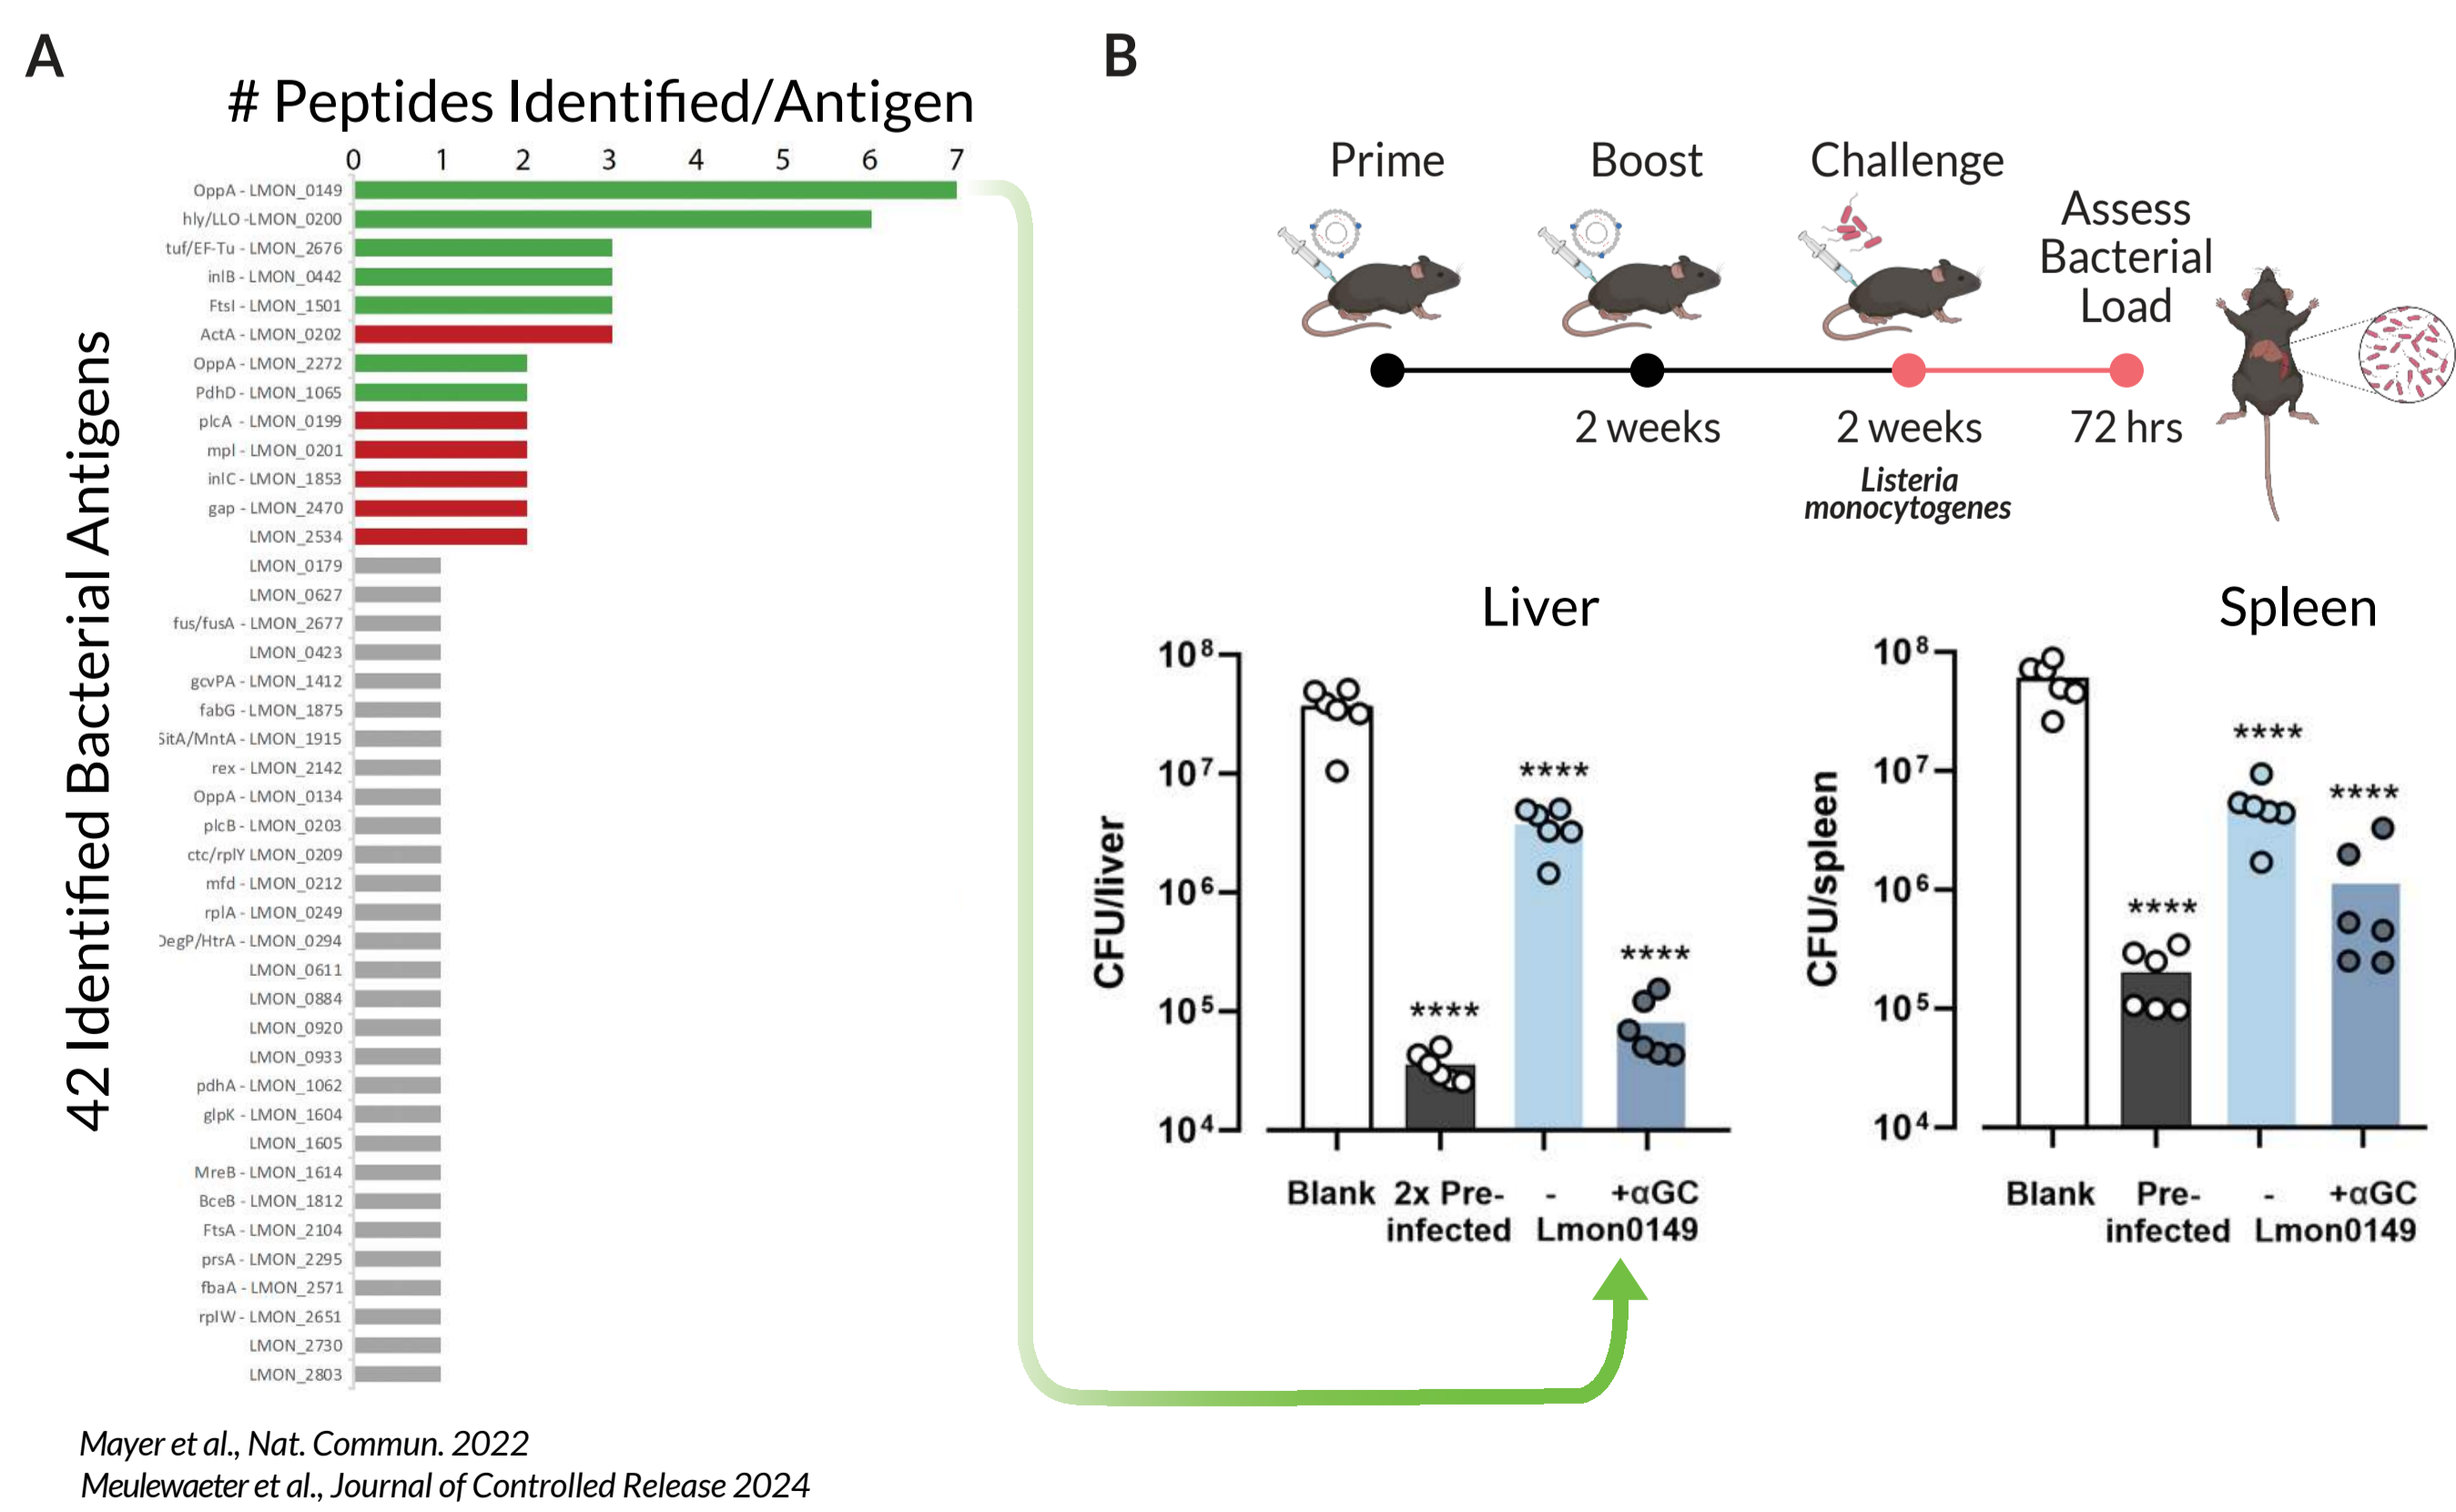 A
# Peptides Identified/Antigen
0 1 2 3 4 5 6 7
42 Identified Bacterial Antigens
OppA - LMON_0149
hly/LLO -LMON_0200
tuf/EF-Tu - LMON_2676
inlB - LMON_0442
FtsI - LMON_1501
ActA - LMON_0202
OppA - LMON_2272
PdhD - LMON_1065
plcA - LMON_0199
mpl - LMON_0201
inlC - LMON_1853
gap - LMON_2470
LMON_2534
LMON_0179
LMON_0627
fus/fusA - LMON_2677
LMON_0423
gcvPA - LMON_1412
fabG - LMON_1875
SitA/MntA - LMON_1915
rex - LMON_2142
OppA - LMON_0134
plcB - LMON_0203
ctc/rplY LMON_0209
mfd - LMON_0212
rplA - LMON_0249
DegP/HtrA - LMON_0294
LMON_0611
LMON_0884
LMON_0920
LMON_0933
pdhA - LMON_1062
glpK - LMON_1604
LMON_1605
MreB - LMON_1614
BceB - LMON_1812
FtsA - LMON_2104
prsA - LMON_2295
fbaA - LMON_2571
rplW - LMON_2651
LMON_2730
LMON_2803
Mayer et al., Nat. Commun. 2022
Meulewaeter et al., Journal of Controlled Release 2024
B
Prime
Boost
Challenge
Assess
Bacterial
Load
2 weeks
2 weeks
72 hrs
Listeria
monocytogenes
Liver
CFU/liver
10⁸
10⁷
10⁶
10⁵
10⁴
****
****
****
Blank 2x Pre- - +αGC
infected Lmon0149
Spleen
CFU/spleen
10⁸
10⁷
10⁶
10⁵
10⁴
****
****
****
Blank Pre- - +αGC
infected Lmon0149